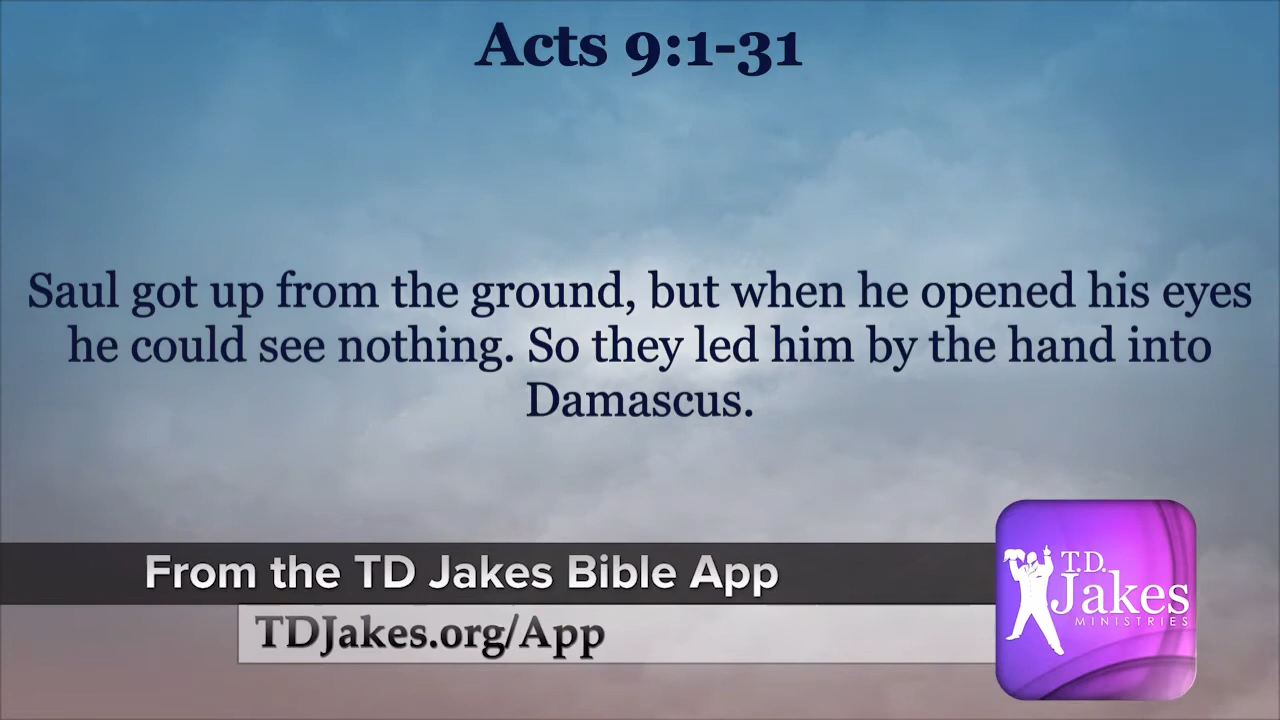 Acts 9:1-31
Saul got up from the ground, but when he opened his eyes
he could see nothing. So they led him by the hand into
Damascus.
From the TD Jakes Bible App
TDJakes.org/App
T.D.
Jakes
MINISTRIES